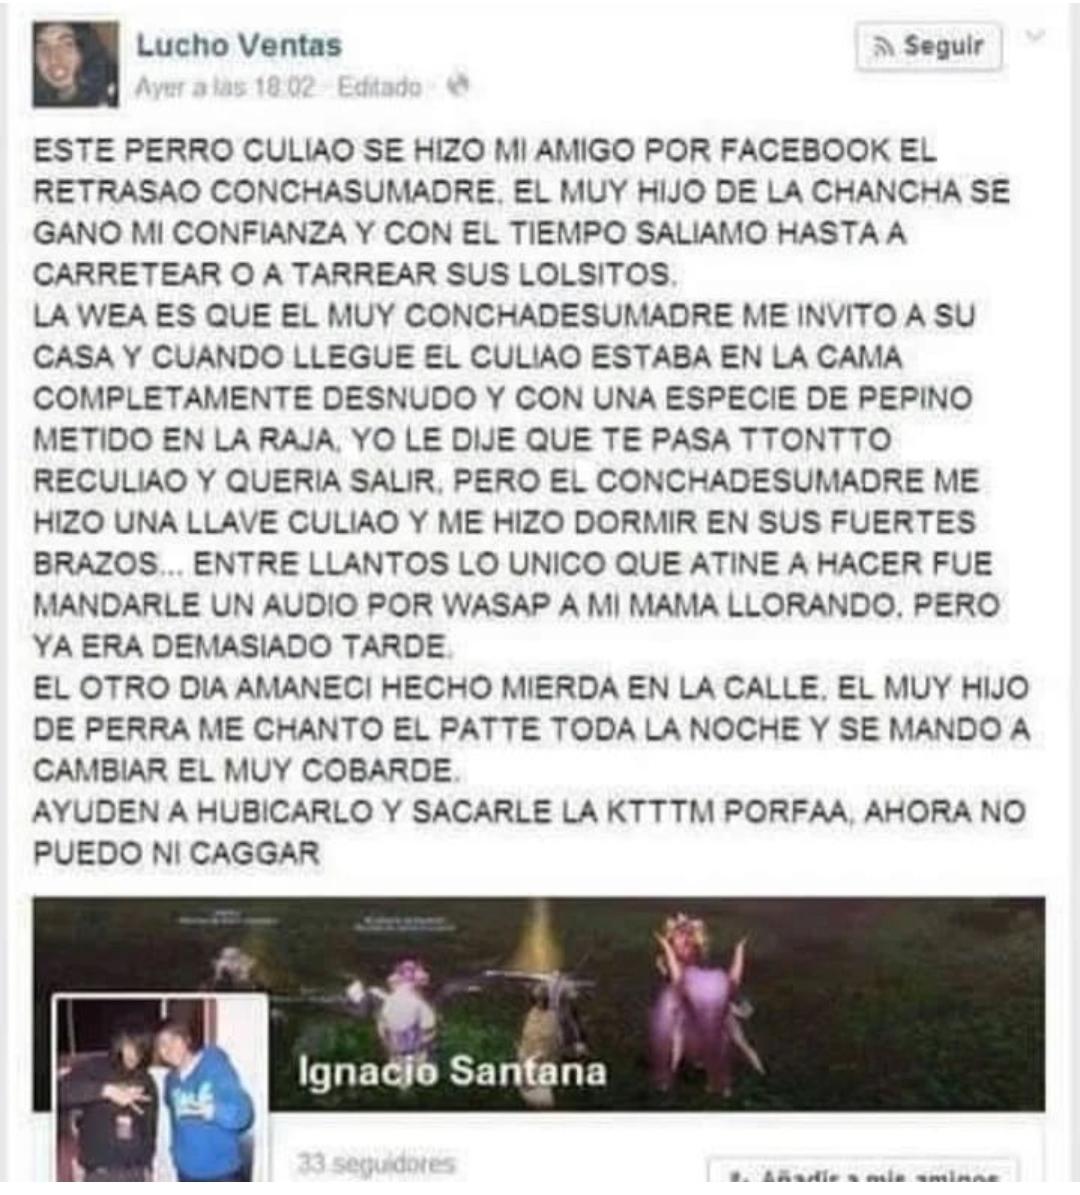 Lucho Ventas
Seguir
Ayer a las 18:02 · Editado ·
ESTE PERRO CULIAO SE HIZO MI AMIGO POR FACEBOOK EL
RETRASAO CONCHASUMADRE. EL MUY HIJO DE LA CHANCHA SE
GANO MI CONFIANZA Y CON EL TIEMPO SALIAMO HASTA A
CARRETEAR O A TARREAR SUS LOLSITOS.
LA WEA ES QUE EL MUY CONCHADESUMADRE ME INVITO A SU
CASA Y CUANDO LLEGUE EL CULIAO ESTABA EN LA CAMA
COMPLETAMENTE DESNUDO Y CON UNA ESPECIE DE PEPINO
METIDO EN LA RAJA. YO LE DIJE QUE TE PASA TTONTTO
RECULIAO Y QUERIA SALIR. PERO EL CONCHADESUMADRE ME
HIZO UNA LLAVE CULIAO Y ME HIZO DORMIR EN SUS FUERTES
BRAZOS... ENTRE LLANTOS LO UNICO QUE ATINE A HACER FUE
MANDARLE UN AUDIO POR WASAP A MI MAMA LLORANDO. PERO
YA ERA DEMASIADO TARDE.
EL OTRO DIA AMANECI HECHO MIERDA EN LA CALLE. EL MUY HIJO
DE PERRA ME CHANTO EL PATTE TODA LA NOCHE Y SE MANDO A
CAMBIAR EL MUY COBARDE.
AYUDEN A HUBICARLO Y SACARLE LA KTTTM PORFAA, AHORA NO
PUEDO NI CAGGAR
Ignacio Santana
33 seguidores
Añadir a mis amigos